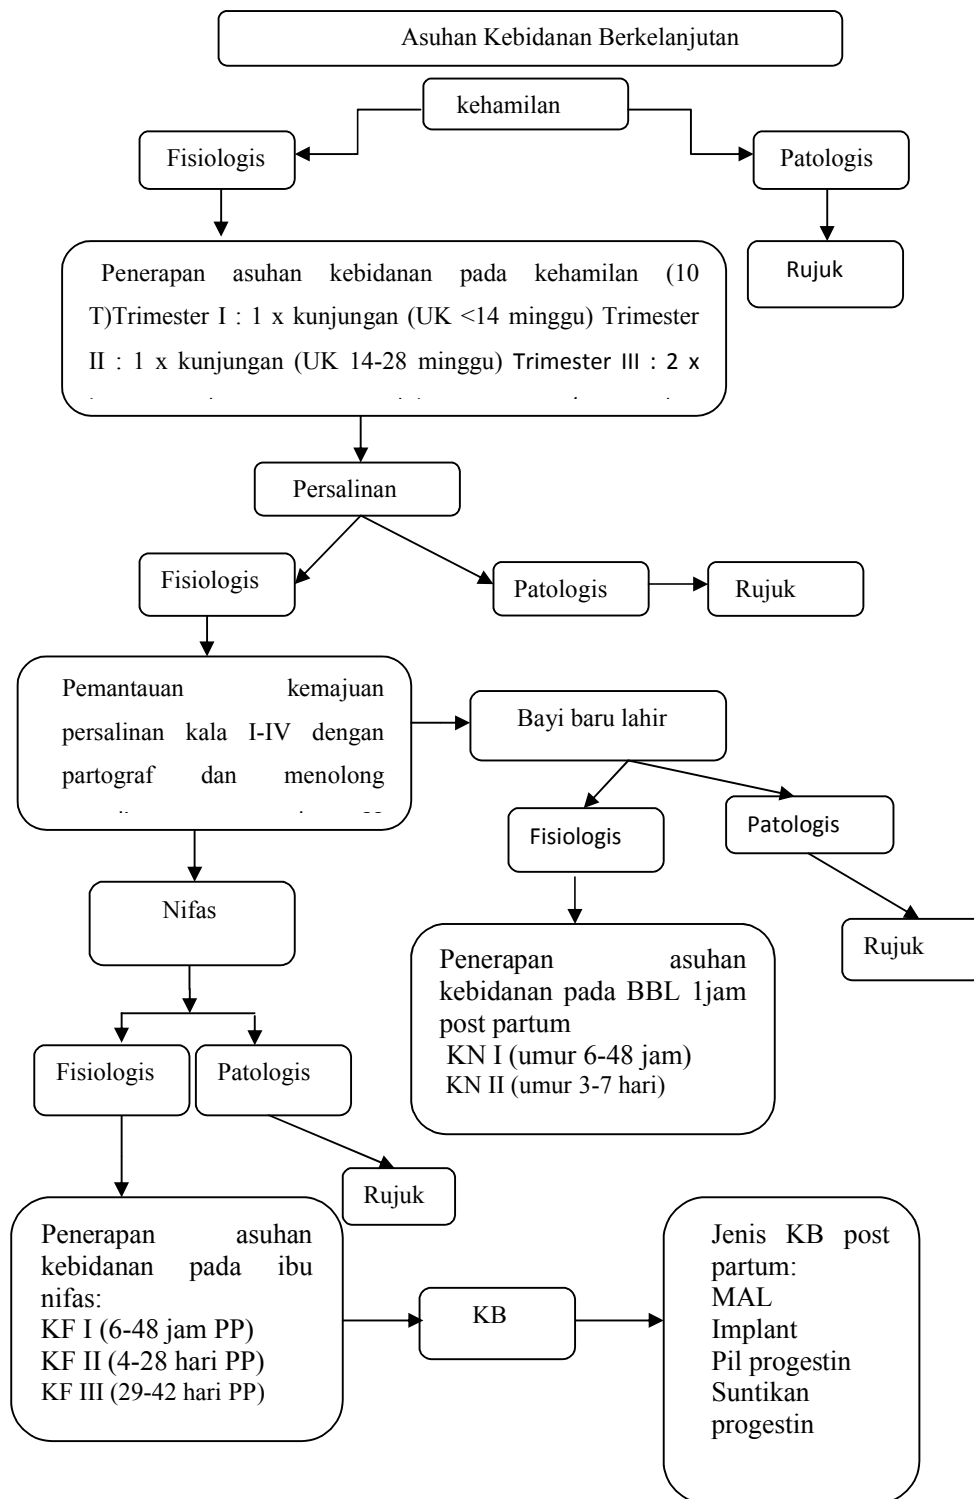 Asuhan Kebidanan Berkelanjutan
kehamilan
Fisiologis
Patologis
Rujuk
Penerapan asuhan kebidanan pada kehamilan (10
T)Trimester I : 1 x kunjungan (UK <14 minggu) Trimester
II : 1 x kunjungan (UK 14-28 minggu) Trimester III : 2 x
Persalinan
Fisiologis
Patologis
Rujuk
Pemantauan kemajuan
persalinan kala I-IV dengan
partograf dan menolong
Bayi baru lahir
Fisiologis
Patologis
Rujuk
Nifas
Penerapan asuhan
kebidanan pada BBL 1jam
post partum
KN I (umur 6-48 jam)
KN II (umur 3-7 hari)
Fisiologis
Patologis
Rujuk
Penerapan asuhan
kebidanan pada ibu
nifas:
KF I (6-48 jam PP)
KF II (4-28 hari PP)
KF III (29-42 hari PP)
KB
Jenis KB post
partum:
MAL
Implant
Pil progestin
Suntikan
progestin